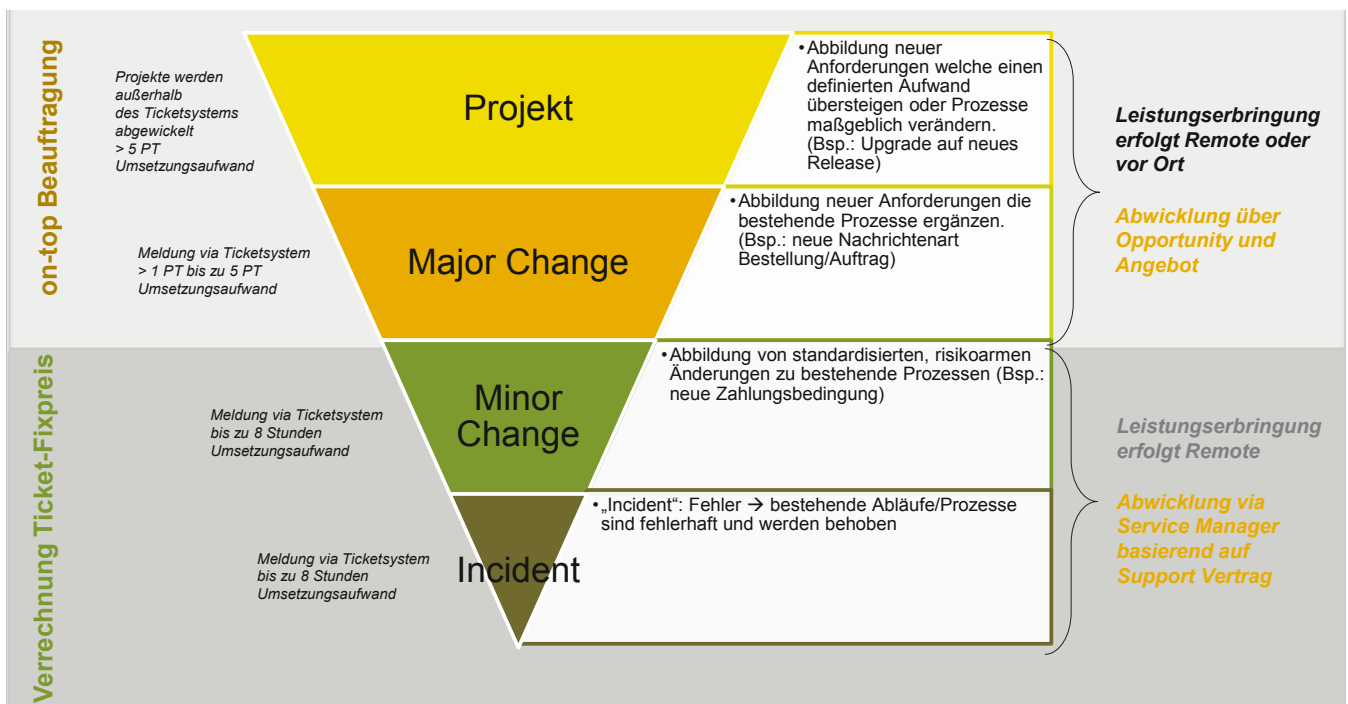 on-top Beauftragung
Projekte werden
außerhalb
des Ticketsystems
abgewickelt
> 5 PT
Umsetzungsaufwand
Projekt
•Abbildung neuer
Anforderungen welche einen
definierten Aufwand
übersteigen oder Prozesse
maßgeblich verändern.
(Bsp.: Upgrade auf neues
Release)
Meldung via Ticketsystem
> 1 PT bis zu 5 PT
Umsetzungsaufwand
Major Change
•Abbildung neuer Anforderungen die
bestehende Prozesse ergänzen.
(Bsp.: neue Nachrichtenart
Bestellung/Auftrag)
Leistungserbringung
erfolgt Remote oder
vor Ort
Abwicklung über
Opportunity und
Angebot
Verrechnung Ticket-Fixpreis
Meldung via Ticketsystem
bis zu 8 Stunden
Umsetzungsaufwand
Minor
Change
•Abbildung von standardisierten, risikoarmen
Änderungen zu bestehende Prozessen (Bsp.:
neue Zahlungsbedingung)
Meldung via Ticketsystem
bis zu 8 Stunden
Umsetzungsaufwand
Incident
•„Incident“: Fehler → bestehende Abläufe/Prozesse
sind fehlerhaft und werden behoben
Leistungserbringung
erfolgt Remote
Abwicklung via
Service Manager
basierend auf
Support Vertrag